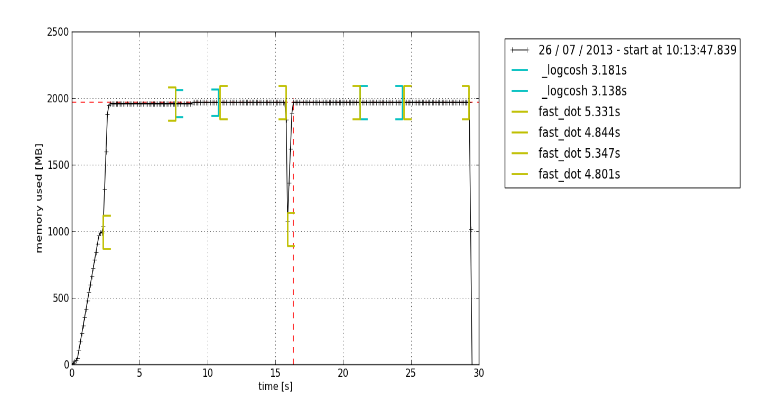 2500
2000
1500
1000
500
0
memory used [MB]
0 5 10 15 20 25 30
time [s]
26 / 07 / 2013 - start at 10:13:47.839
_logcosh 3.181s
_logcosh 3.138s
fast_dot 5.331s
fast_dot 4.844s
fast_dot 5.347s
fast_dot 4.801s